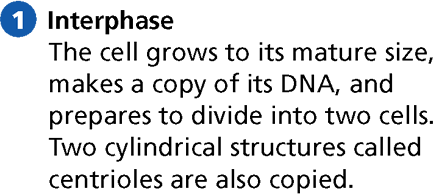 1 Interphase
The cell grows to its mature size,
makes a copy of its DNA, and
prepares to divide into two cells.
Two cylindrical structures called
centrioles are also copied.